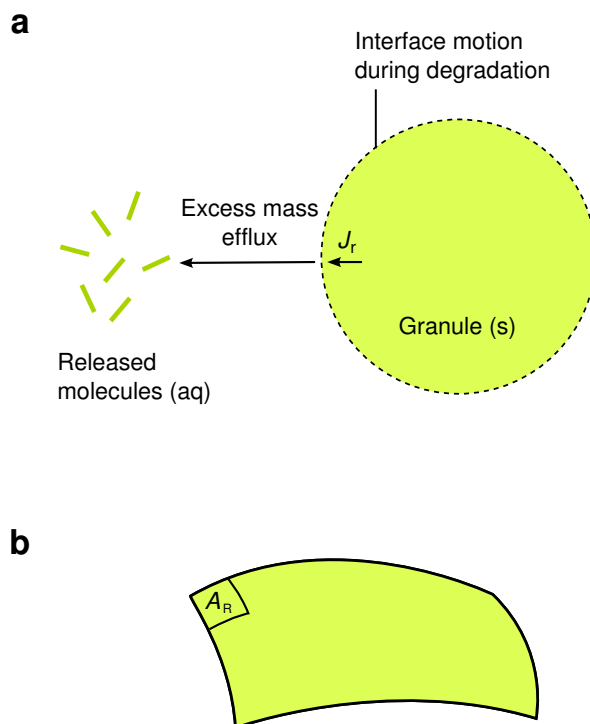 a
Interface motion
during degradation
Excess mass
efflux
Jr
Granule (s)
Released
molecules (aq)
b
AR